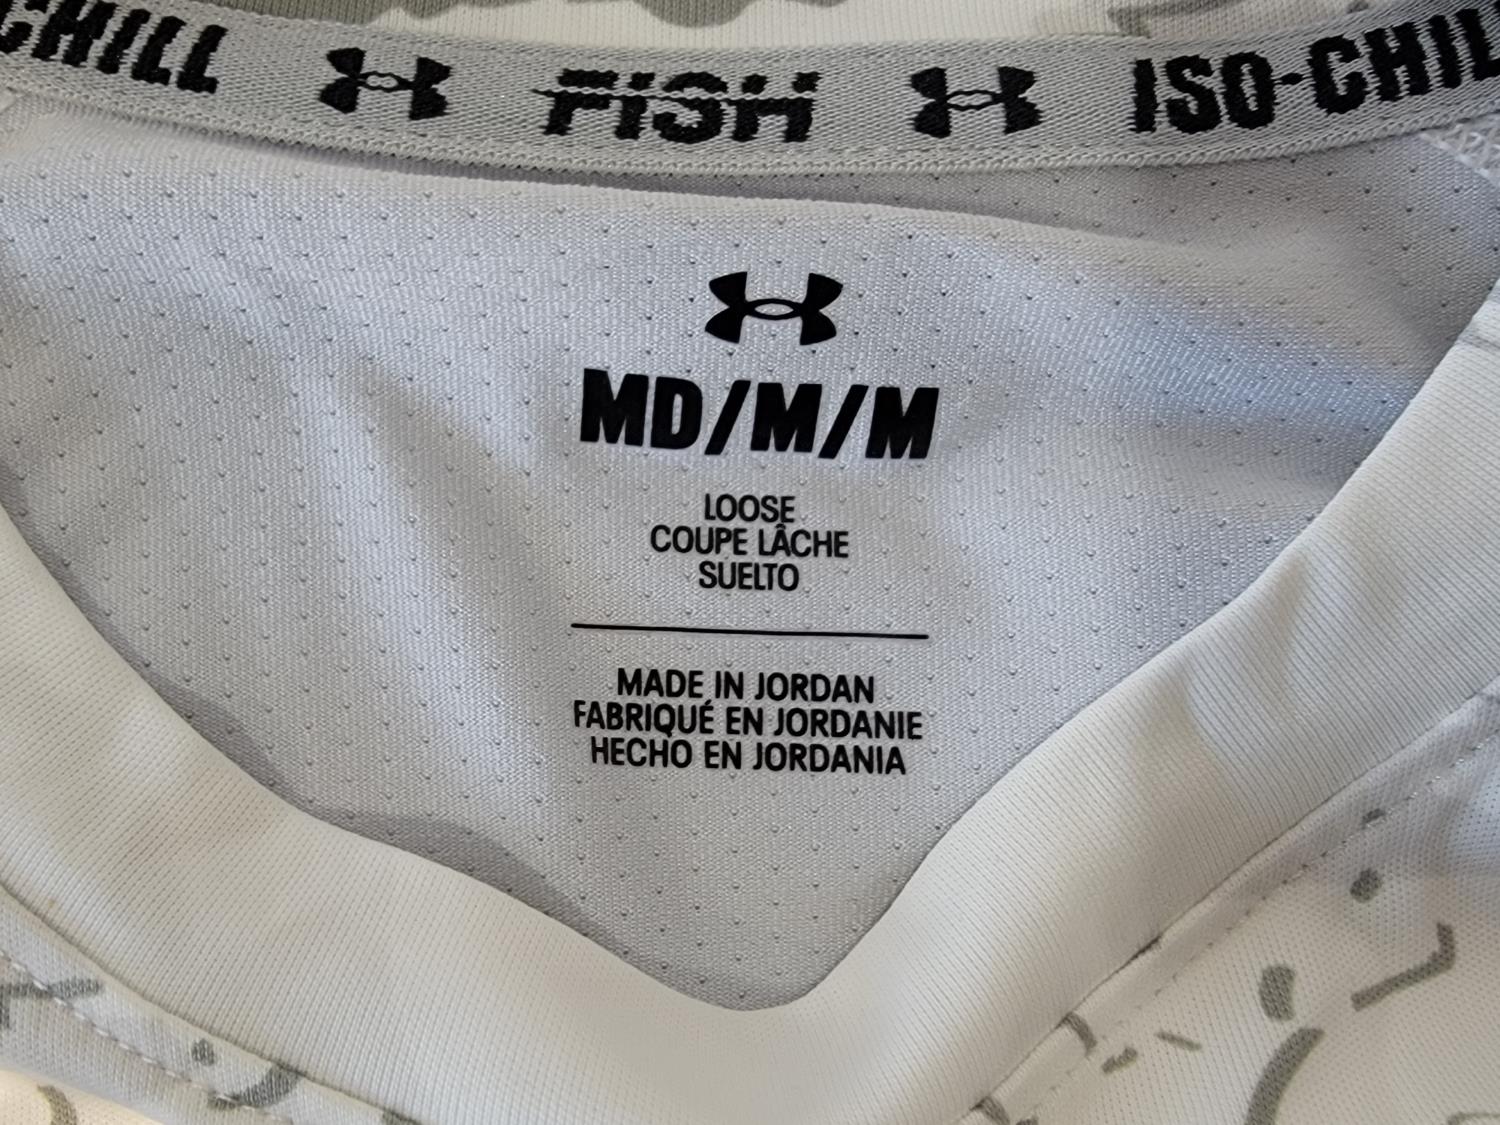 CHILL FISH ISO-CHILL
MD/M/M
LOOSE
COUPE LÂCHE
SUELTO
MADE IN JORDAN
FABRIQUÉ EN JORDANIE
HECHO EN JORDANIA